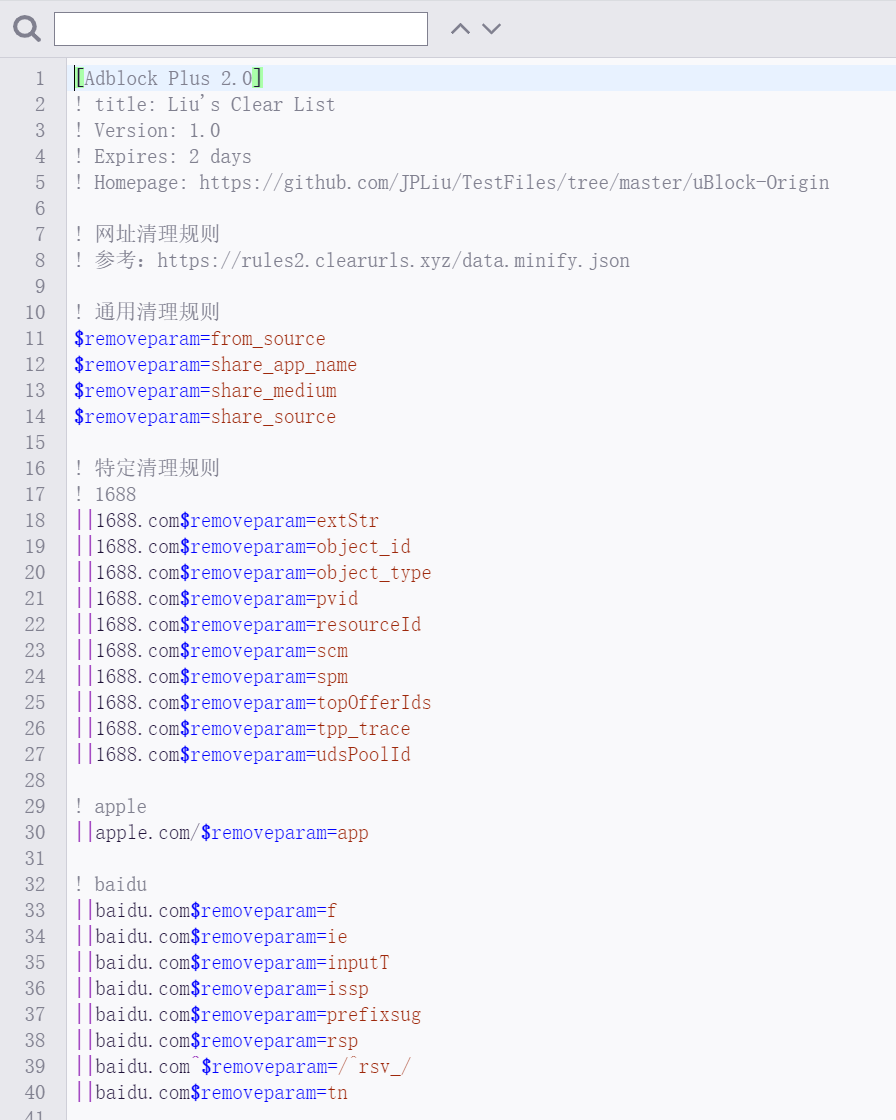 1 [Adblock Plus 2.0]
2 ! title: Liu's Clear List
3 ! Version: 1.0
4 ! Expires: 2 days
5 ! Homepage: https://github.com/JPLiu/TestFiles/tree/master/uBlock-Origin
6
7 ! 网址清理规则
8 ! 参考：https://rules2.clearurls.xyz/data.minify.json
9
10 ! 通用清理规则
11 $removeparam=from_source
12 $removeparam=share_app_name
13 $removeparam=share_medium
14 $removeparam=share_source
15
16 ! 特定清理规则
17 ! 1688
18 ||1688.com$removeparam=extStr
19 ||1688.com$removeparam=object_id
20 ||1688.com$removeparam=object_type
21 ||1688.com$removeparam=pvid
22 ||1688.com$removeparam=resourceId
23 ||1688.com$removeparam=scm
24 ||1688.com$removeparam=spm
25 ||1688.com$removeparam=topOfferIds
26 ||1688.com$removeparam=tpp_trace
27 ||1688.com$removeparam=udsPoolId
28
29 ! apple
30 ||apple.com/$removeparam=app
31
32 ! baidu
33 ||baidu.com$removeparam=f
34 ||baidu.com$removeparam=ie
35 ||baidu.com$removeparam=inputT
36 ||baidu.com$removeparam=issp
37 ||baidu.com$removeparam=prefixsug
38 ||baidu.com$removeparam=rsp
39 ||baidu.com^$removeparam=/^rsv_/
40 ||baidu.com$removeparam=tn
41